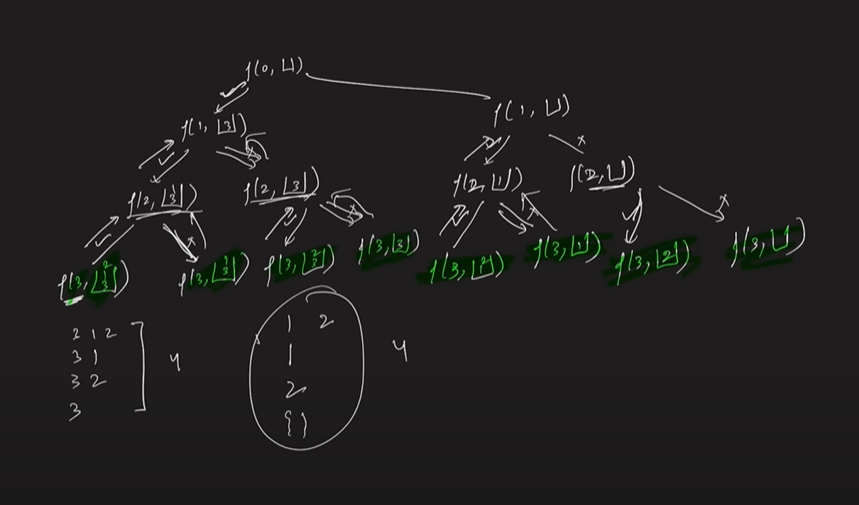 f(0, [])
f(1, [3]) f(1, [])
f(2, [3 1]) f(2, [3]) f(2, [1]) f(2, [])
f(3, [3 1 2]) f(3, [3 1]) f(3, [3 2]) f(3, [3]) f(3, [1 2]) f(3, [1]) f(3, [2]) f(3, [])
3 1 2
3 1
3 2
3
4
1 2
1
2
{}
4